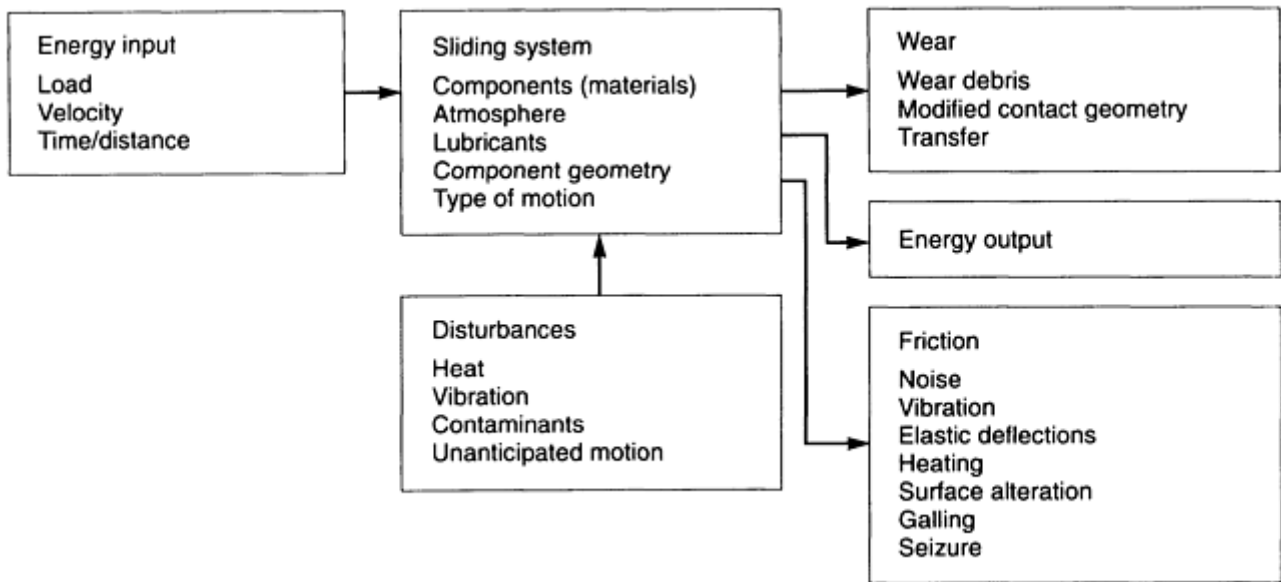 Energy input
Load
Velocity
Time/distance
Sliding system
Components (materials)
Atmosphere
Lubricants
Component geometry
Type of motion
Wear
Wear debris
Modified contact geometry
Transfer
Energy output
Disturbances
Heat
Vibration
Contaminants
Unanticipated motion
Friction
Noise
Vibration
Elastic deflections
Heating
Surface alteration
Galling
Seizure